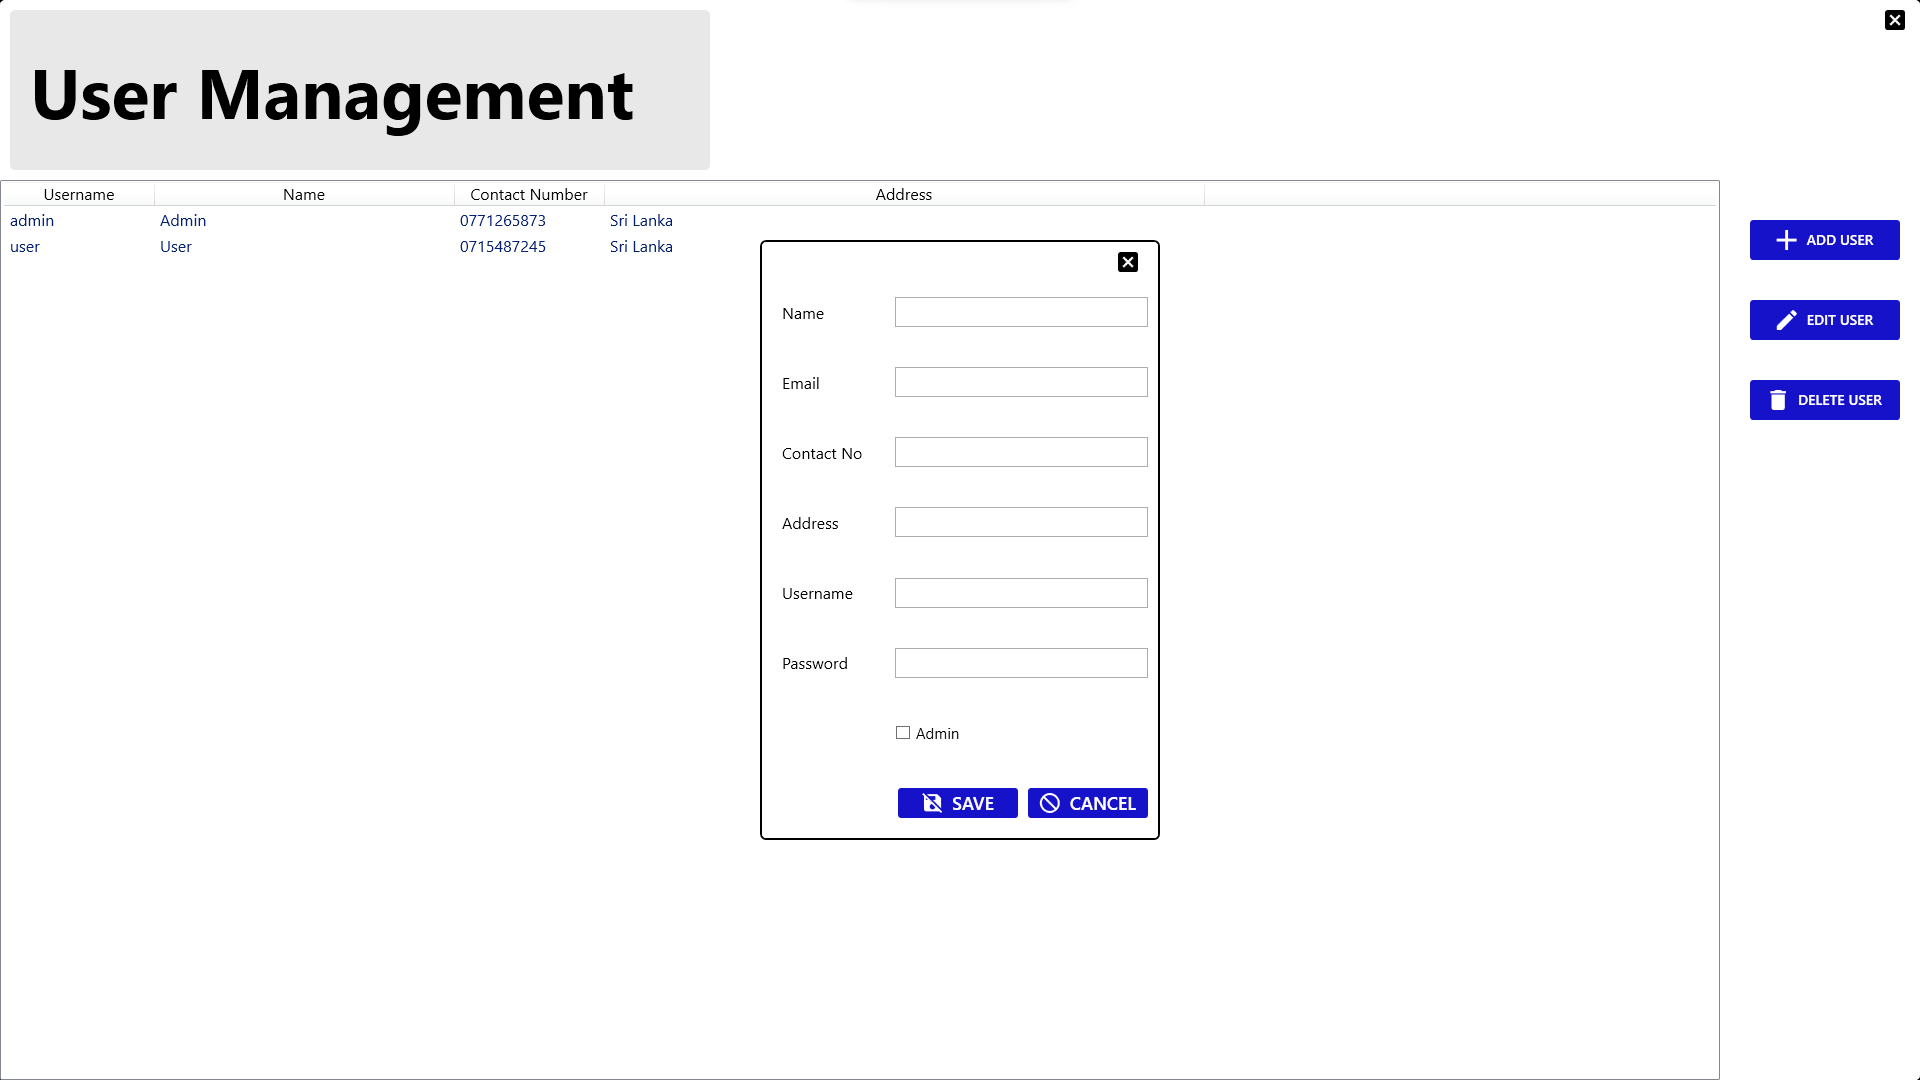 User Management
Username Name Contact Number Address
admin Admin 0771265873 Sri Lanka
user User 0715487245 Sri Lanka
ADD USER
EDIT USER
DELETE USER
Name
Email
Contact No
Address
Username
Password
Admin
SAVE CANCEL